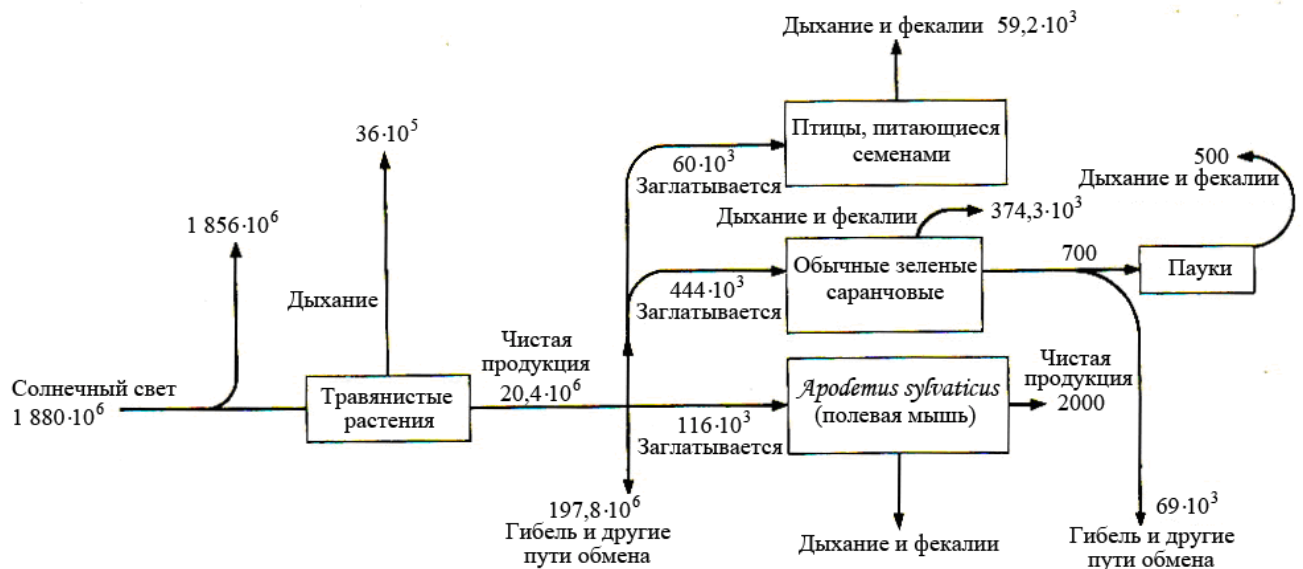 Дыхание и фекалии 59,2·10³
Птицы, питающиеся
семенами
36·10⁵
60·10³
Заглатывается
500
Дыхание и фекалии
1 856·10⁶
Дыхание и фекалии
374,3·10³
Дыхание
444·10³
Заглатывается
Обычные зеленые
саранчовые
700
Пауки
Солнечный свет
1 880·10⁶
Травянистые
растения
Чистая
продукция
20,4·10⁶
116·10³
Заглатывается
Apodemus sylvaticus
(полевая мышь)
Чистая
продукция
2000
197,8·10⁶
Гибель и другие
пути обмена
Дыхание и фекалии
69·10³
Гибель и другие
пути обмена